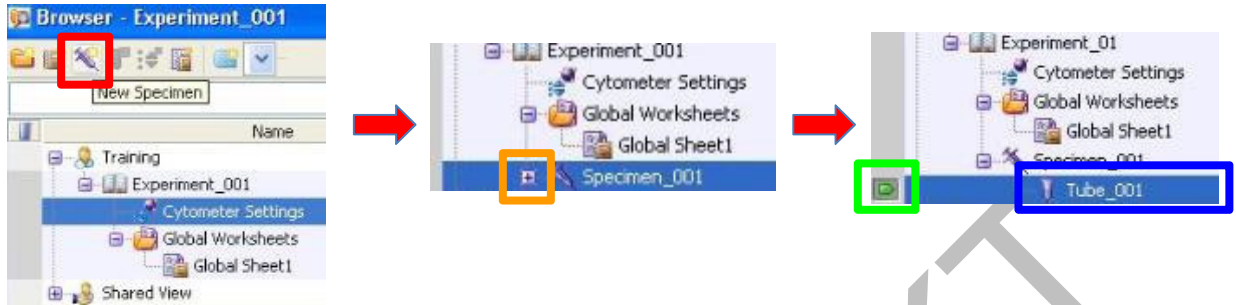 Browser - Experiment_001
New Specimen
Name
Training
Experiment_001
Cytometer Settings
Global Worksheets
Global Sheet1
Shared View
Experiment_001
Cytometer Settings
Global Worksheets
Global Sheet1
Specimen_001
Experiment_01
Cytometer Settings
Global Worksheets
Global Sheet1
Specimen_001
Tube_001